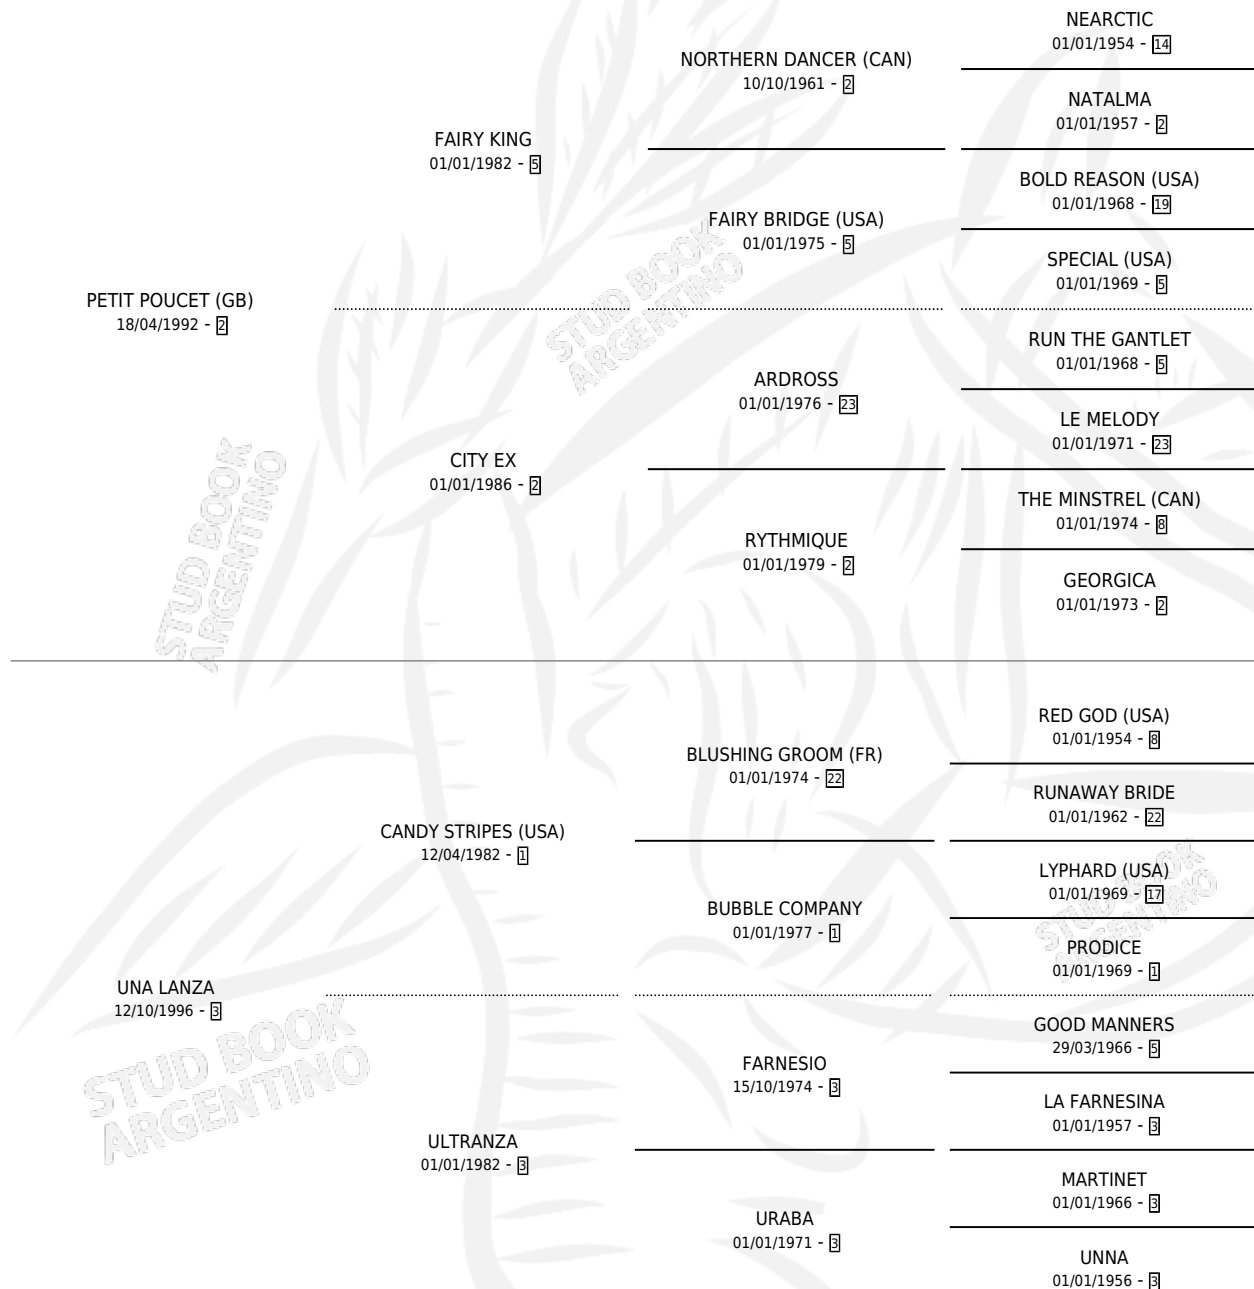 NEARCTIC
01/01/1954 - 14
NORTHERN DANCER (CAN)
10/10/1961 - 2
NATALMA
01/01/1957 - 2
FAIRY KING
01/01/1982 - 5
BOLD REASON (USA)
01/01/1968 - 19
FAIRY BRIDGE (USA)
01/01/1975 - 5
SPECIAL (USA)
01/01/1969 - 5
PETIT POUCET (GB)
18/04/1992 - 2
STUD BOOK
ARGENTINO
RUN THE GANTLET
01/01/1968 - 5
ARDROSS
01/01/1976 - 23
LE MELODY
01/01/1971 - 23
CITY EX
01/01/1986 - 2
THE MINSTREL (CAN)
01/01/1974 - 8
RYTHMIQUE
01/01/1979 - 2
GEORGICA
01/01/1973 - 2
STUD BOOK
ARGENTINO
RED GOD (USA)
01/01/1954 - 8
BLUSHING GROOM (FR)
01/01/1974 - 22
RUNAWAY BRIDE
01/01/1962 - 22
CANDY STRIPES (USA)
12/04/1982 - 1
LYPHARD (USA)
01/01/1969 - 17
BUBBLE COMPANY
01/01/1977 - 1
PRODICE
01/01/1969 - 1
STUD BOOK
ARGENTINO
UNA LANZA
12/10/1996 - 3
GOOD MANNERS
29/03/1966 - 5
FARNESIO
15/10/1974 - 3
LA FARNESINA
01/01/1957 - 3
STUD BOOK
ARGENTINO
ULTRANZA
01/01/1982 - 3
MARTINET
01/01/1966 - 3
URABA
01/01/1971 - 3
UNNA
01/01/1956 - 3